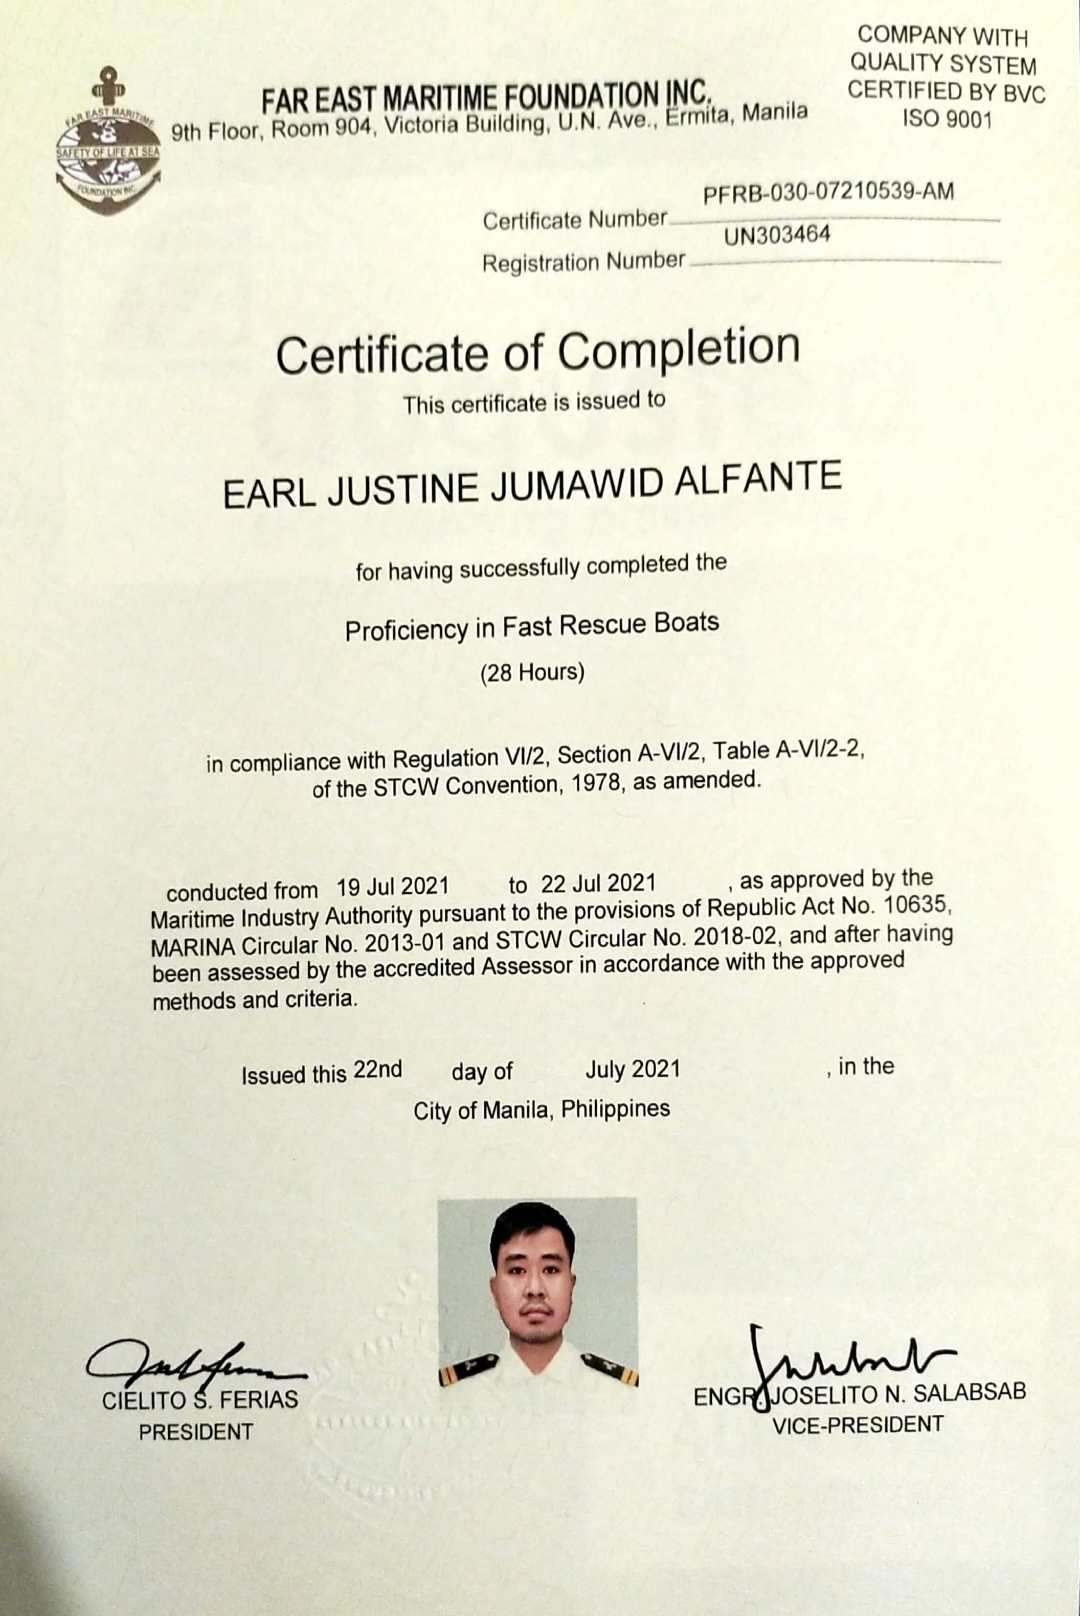 COMPANY WITH
QUALITY SYSTEM
CERTIFIED BY BVC
ISO 9001
FAR EAST MARITIME
SAFETY OF LIFE AT SEA
FOUNDATION INC.
FAR EAST MARITIME FOUNDATION INC.
9th Floor, Room 904, Victoria Building, U.N. Ave., Ermita, Manila
Certificate Number PFRB-030-07210539-AM
Registration Number UN303464
Certificate of Completion
This certificate is issued to
EARL JUSTINE JUMAWID ALFANTE
for having successfully completed the
Proficiency in Fast Rescue Boats
(28 Hours)
in compliance with Regulation VI/2, Section A-VI/2, Table A-VI/2-2,
of the STCW Convention, 1978, as amended.
conducted from 19 Jul 2021 to 22 Jul 2021 , as approved by the
Maritime Industry Authority pursuant to the provisions of Republic Act No. 10635,
MARINA Circular No. 2013-01 and STCW Circular No. 2018-02, and after having
been assessed by the accredited Assessor in accordance with the approved
methods and criteria.
Issued this 22nd day of July 2021 , in the
City of Manila, Philippines
CIELITO S. FERIAS
PRESIDENT
ENGR. JOSELITO N. SALABSAB
VICE-PRESIDENT